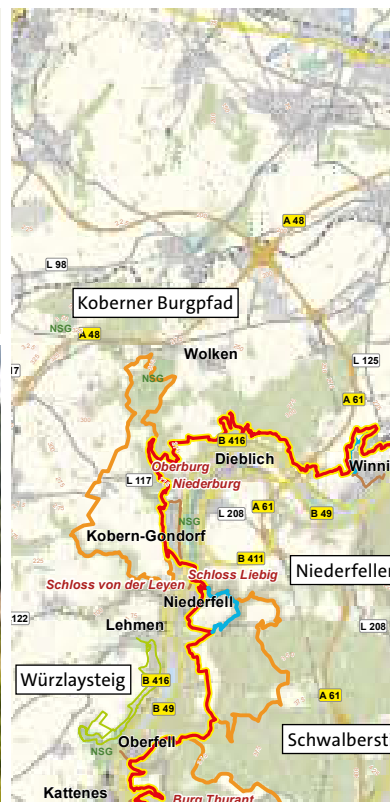 A 48
L 98
Koberner Burgpfad
NSG
A 48
Wolken
L 125
17
NSG
A 61
B 416
Oberburg
Dieblich
Winni
L 117
Niederburg
L 208
A 61
B 49
NSG
Kobern-Gondorf
B 411
Schloss Liebig
Niederfeller
Schloss von der Leyen
Niederfell
122
Lehmen
L 208
Würzlaysteig
B 416
A 61
B 49
Oberfell
Schwalberst
NSG
Kattenes
Burg Thurant